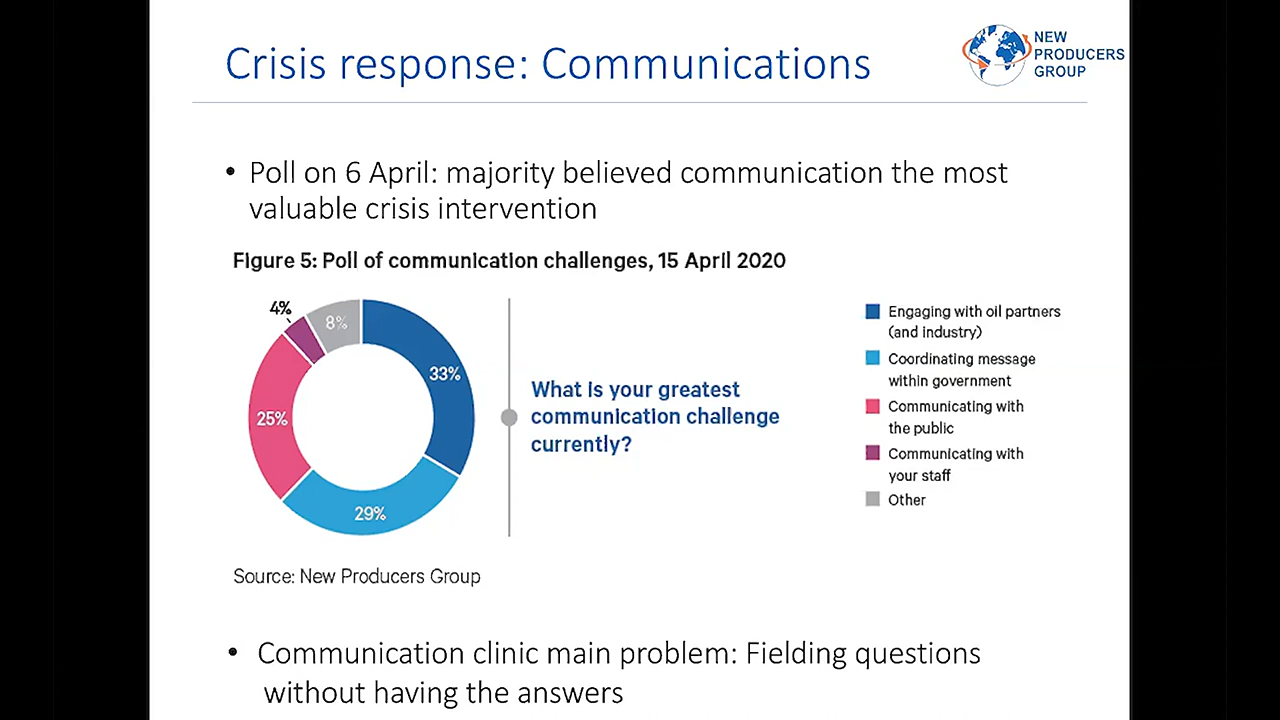 Crisis response: Communications
NEW
PRODUCERS
GROUP
• Poll on 6 April: majority believed communication the most
valuable crisis intervention
Figure 5: Poll of communication challenges, 15 April 2020
4%
8%
33%
25%
29%
What is your greatest
communication challenge
currently?
Engaging with oil partners
(and industry)
Coordinating message
within government
Communicating with
the public
Communicating with
your staff
Other
Source: New Producers Group
• Communication clinic main problem: Fielding questions
without having the answers